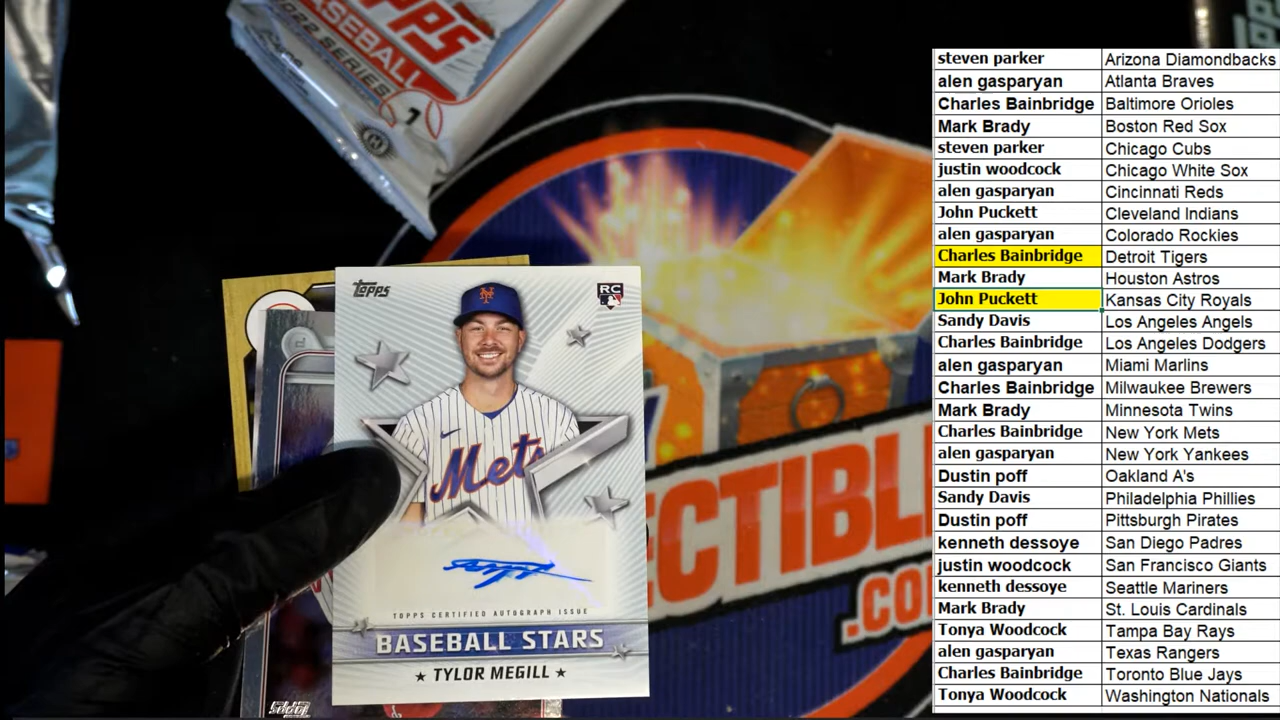 TOPPS
2022 SERIES
BASEBALL
7
topps
RC
Mets
TOPPS CERTIFIED AUTOGRAPH ISSUE
BASEBALL STARS
★ TYLOR MEGILL ★
ECTIBL
.CO
steven parker Arizona Diamondbacks
alen gasparyan Atlanta Braves
Charles Bainbridge Baltimore Orioles
Mark Brady Boston Red Sox
steven parker Chicago Cubs
justin woodcock Chicago White Sox
alen gasparyan Cincinnati Reds
John Puckett Cleveland Indians
alen gasparyan Colorado Rockies
Charles Bainbridge Detroit Tigers
Mark Brady Houston Astros
John Puckett Kansas City Royals
Sandy Davis Los Angeles Angels
Charles Bainbridge Los Angeles Dodgers
alen gasparyan Miami Marlins
Charles Bainbridge Milwaukee Brewers
Mark Brady Minnesota Twins
Charles Bainbridge New York Mets
alen gasparyan New York Yankees
Dustin poff Oakland A's
Sandy Davis Philadelphia Phillies
Dustin poff Pittsburgh Pirates
kenneth dessoye San Diego Padres
justin woodcock San Francisco Giants
kenneth dessoye Seattle Mariners
Mark Brady St. Louis Cardinals
Tonya Woodcock Tampa Bay Rays
alen gasparyan Texas Rangers
Charles Bainbridge Toronto Blue Jays
Tonya Woodcock Washington Nationals